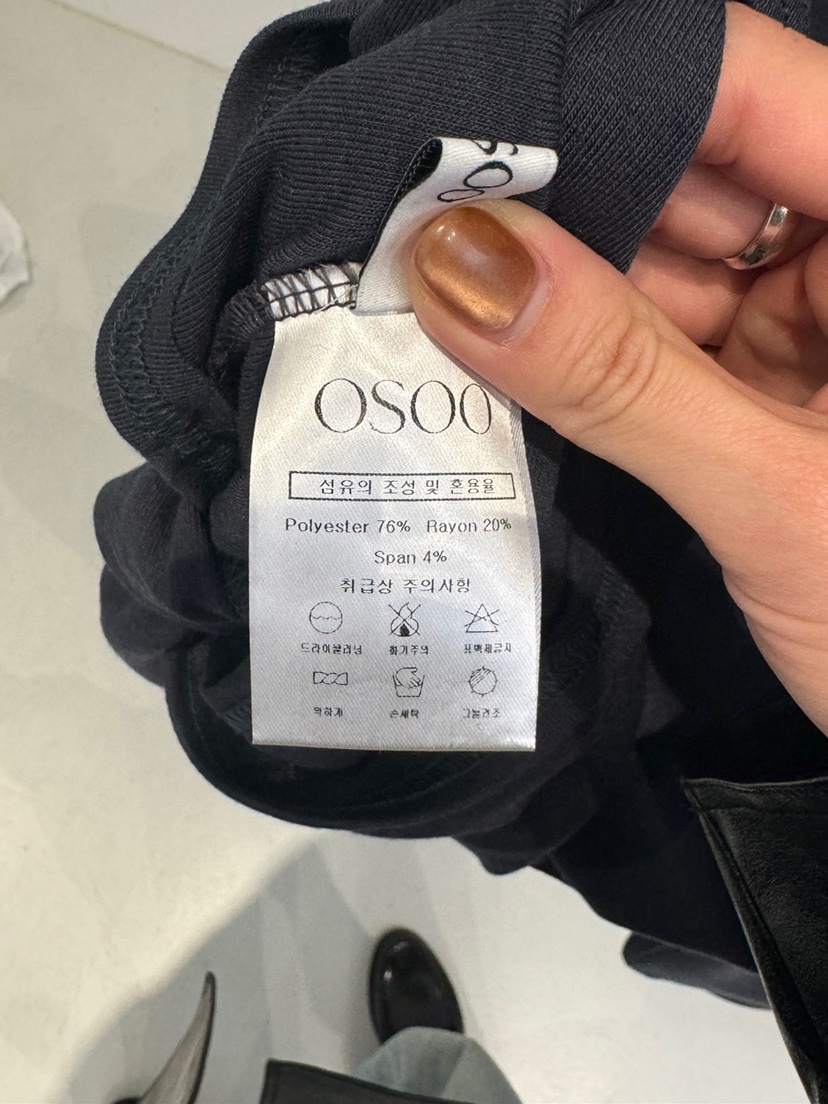 OSOO
섬유의 조성 및 혼용율
Polyester 76% Rayon 20%
Span 4%
취급상 주의사항
드라이클리닝 화기주의 표백제금지
약하게 손세탁 그늘건조